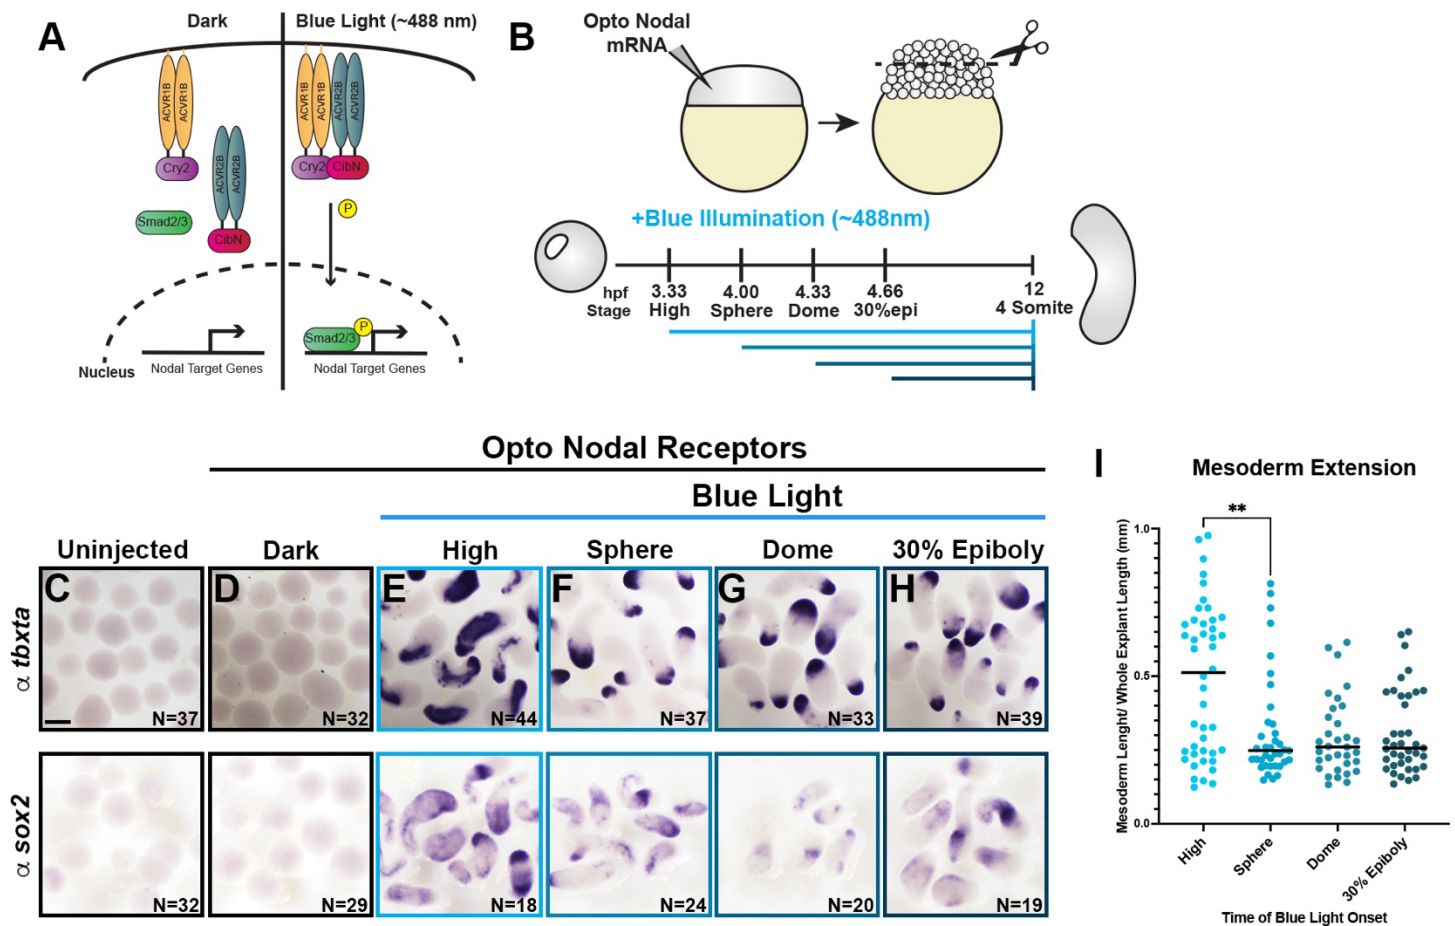 A
Dark
Blue Light (~488 nm)
ACVR1B
ACVR1B
Cry2
ACVR2B
ACVR2B
CibN
Smad2/3
ACVR1B
ACVR1B
ACVR2B
ACVR2B
Cry2
CibN
P
Smad2/3
P
Nucleus
Nodal Target Genes
Nodal Target Genes
B
Opto Nodal
mRNA
+Blue Illumination (~488nm)
hpf
3.33
4.00
4.33
4.66
12
Stage
High
Sphere
Dome
30%epi
4 Somite
Opto Nodal Receptors
Blue Light
Uninjected
Dark
High
Sphere
Dome
30% Epiboly
α tbxta
C
N=37
D
N=32
E
N=44
F
N=37
G
N=33
H
N=39
α sox2
N=32
N=29
N=18
N=24
N=20
N=19
I
Mesoderm Extension
**
Mesoderm Lenght/ Whole Explant Length (mm)
1.0
0.5
0.0
High
Sphere
Dome
30% Epiboly
Time of Blue Light Onset